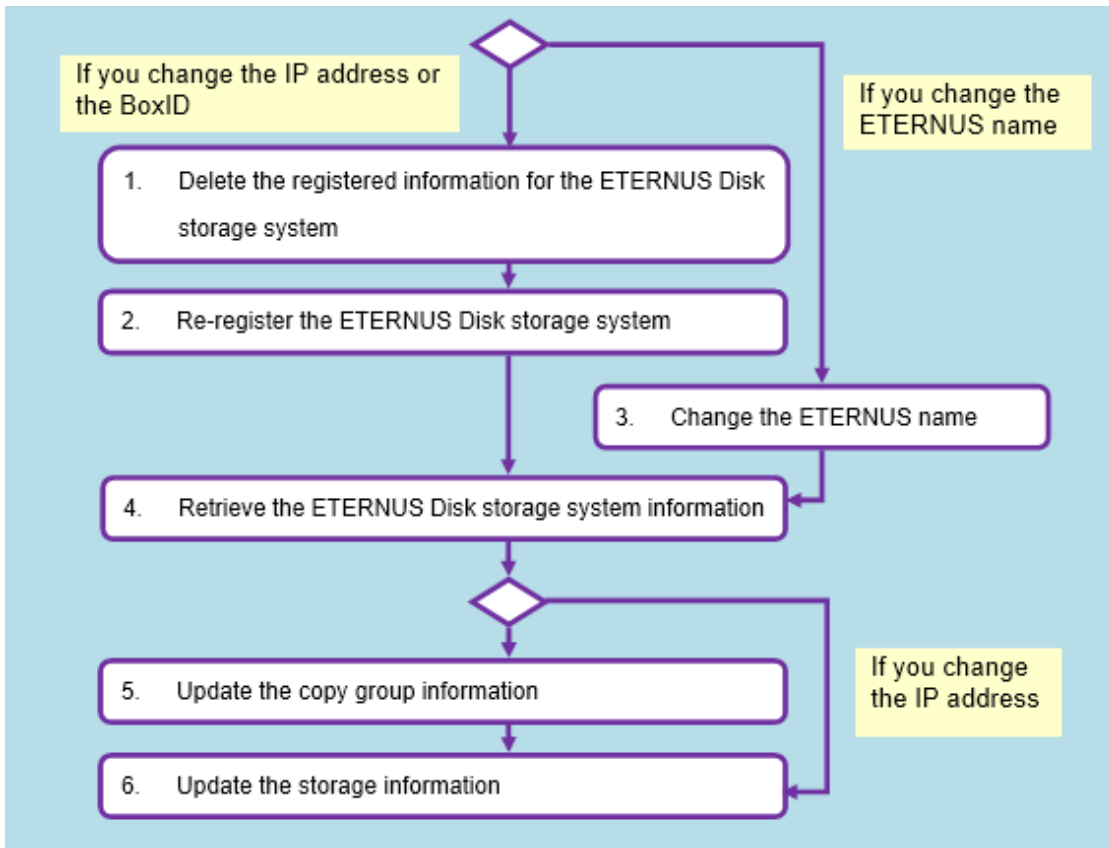 If you change the IP address or
the BoxID
If you change the
ETERNUS name
1. Delete the registered information for the ETERNUS Disk
storage system
2. Re-register the ETERNUS Disk storage system
3. Change the ETERNUS name
4. Retrieve the ETERNUS Disk storage system information
5. Update the copy group information
If you change
the IP address
6. Update the storage information